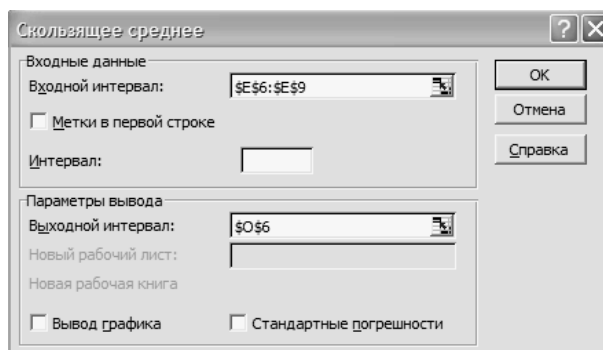 Скользящее среднее
Входные данные
Входной интервал: $E$6:$E$9
Метки в первой строке
Интервал:
Параметры вывода
Выходной интервал: $O$6
Новый рабочий лист:
Новая рабочая книга
Вывод графика Стандартные погрешности
OK
Отмена
Справка